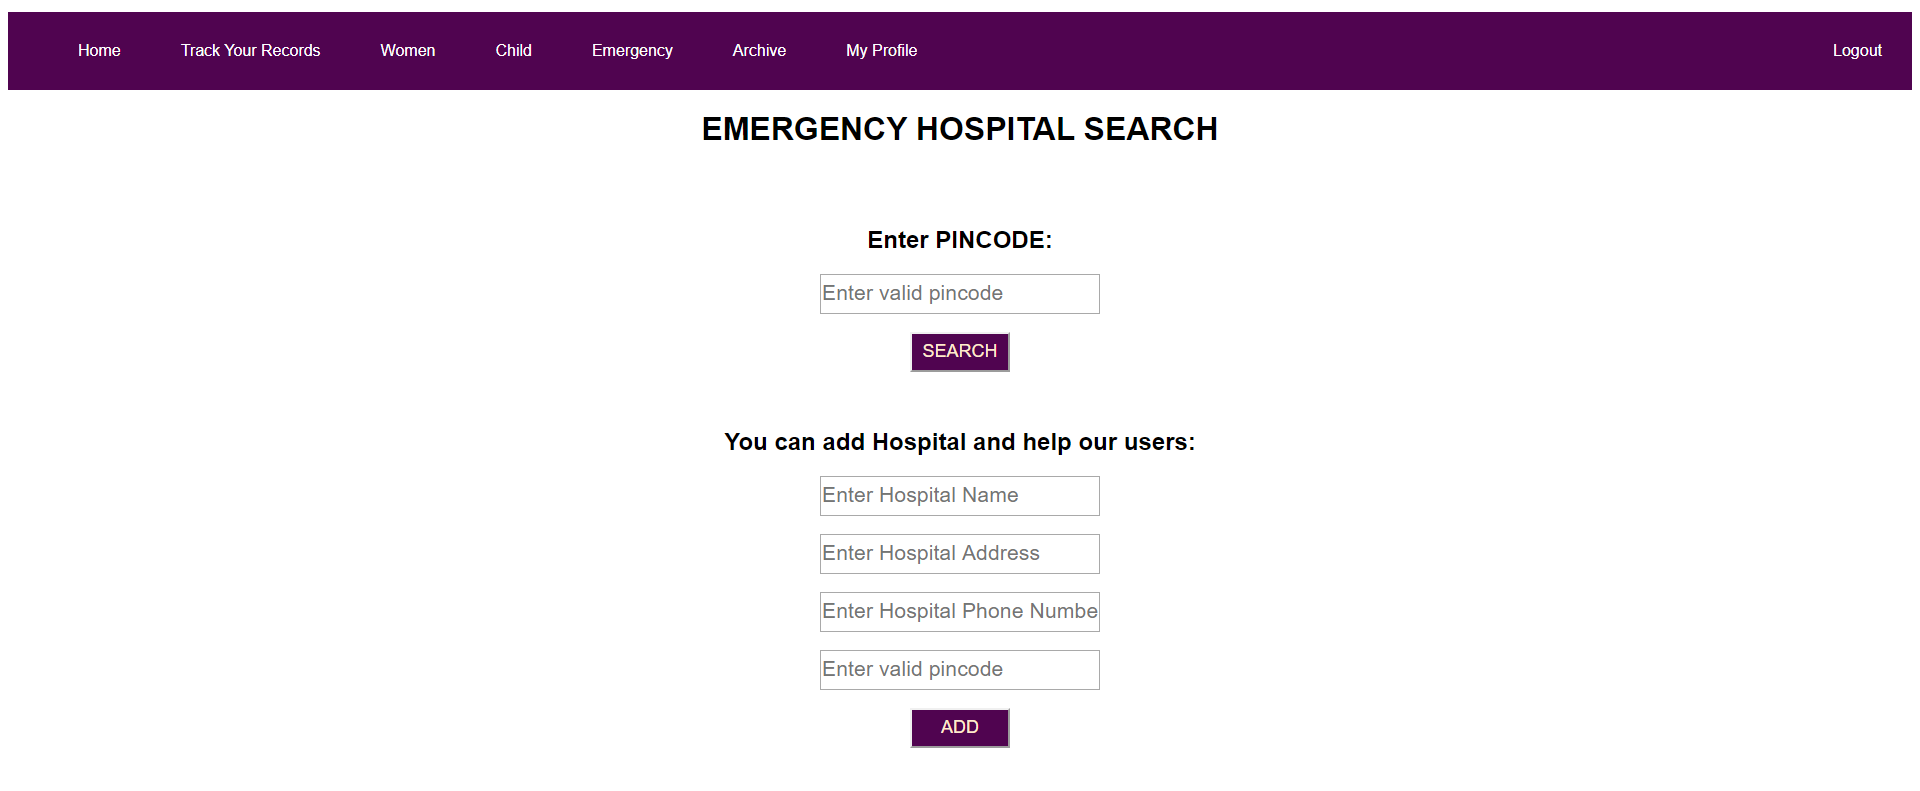 Home Track Your Records Women Child Emergency Archive My Profile Logout
EMERGENCY HOSPITAL SEARCH
Enter PINCODE:
Enter valid pincode
SEARCH
You can add Hospital and help our users:
Enter Hospital Name
Enter Hospital Address
Enter Hospital Phone Numbe
Enter valid pincode
ADD